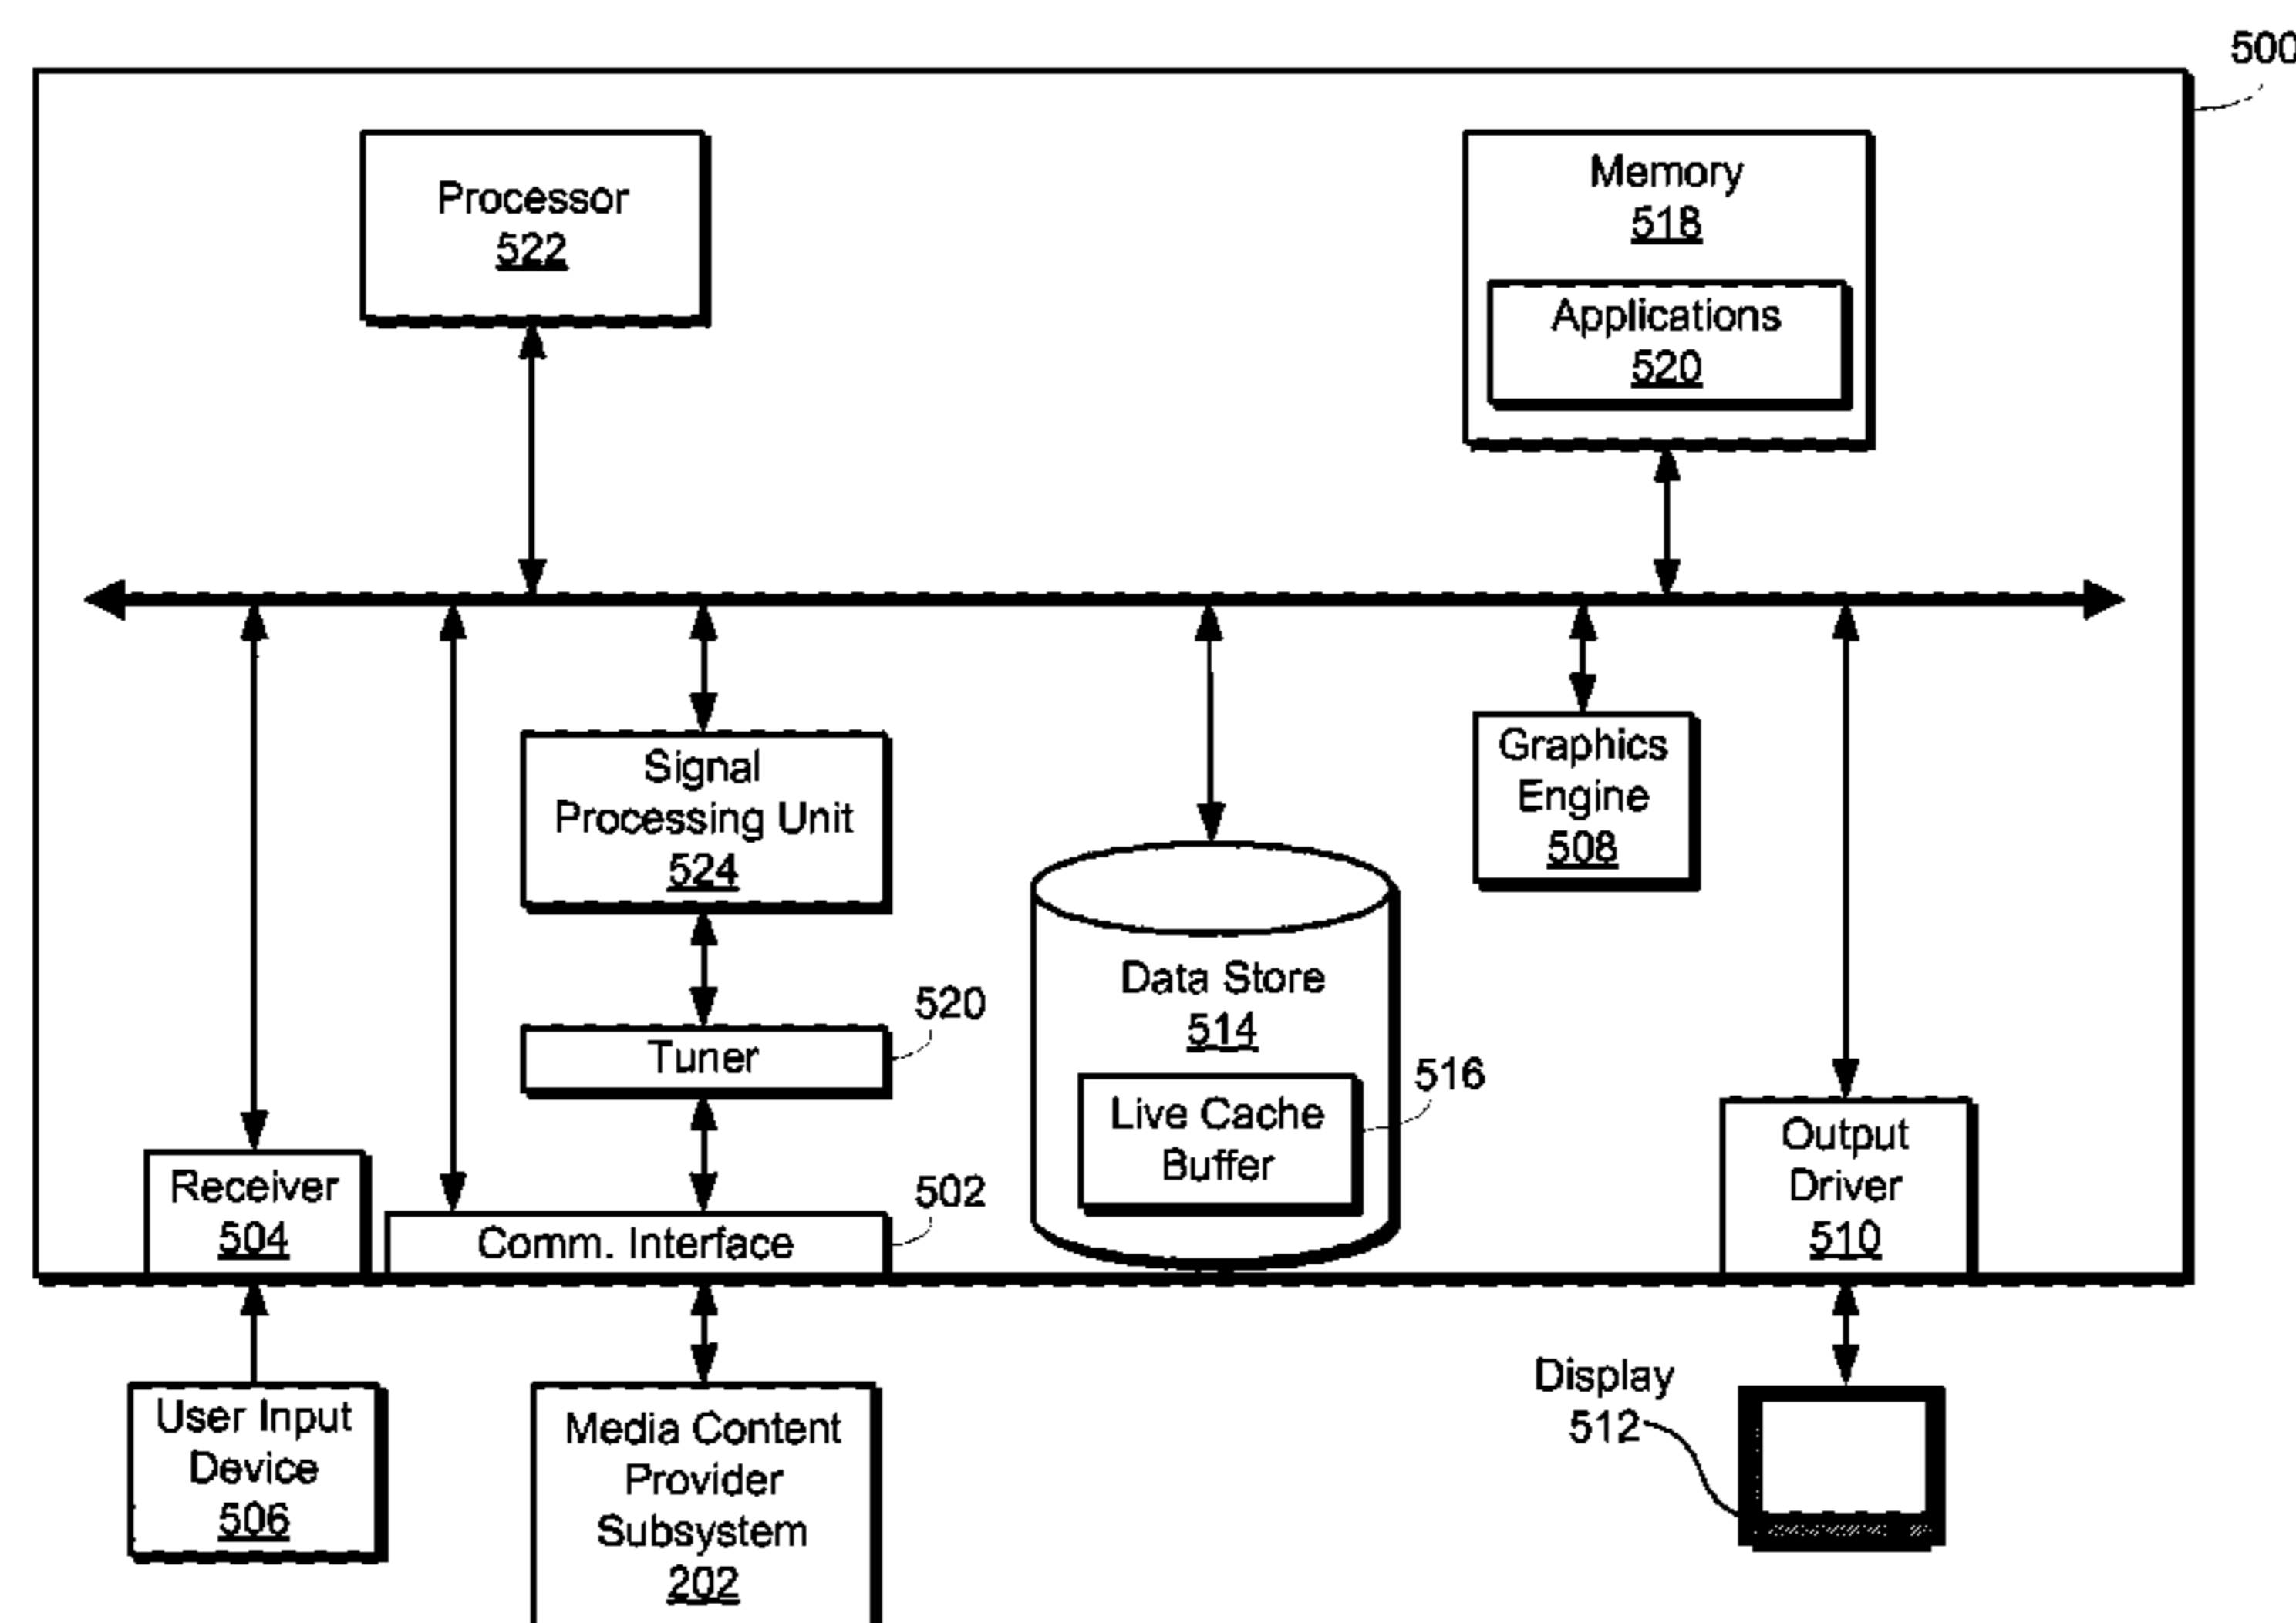 500
Processor
522
Memory
518
Applications
520
Signal
Processing Unit
524
Graphics
Engine
508
Data Store
514
Live Cache
Buffer
516
Tuner
520
Receiver
504
Comm. Interface
502
Output
Driver
510
User Input
Device
506
Media Content
Provider
Subsystem
202
Display
512